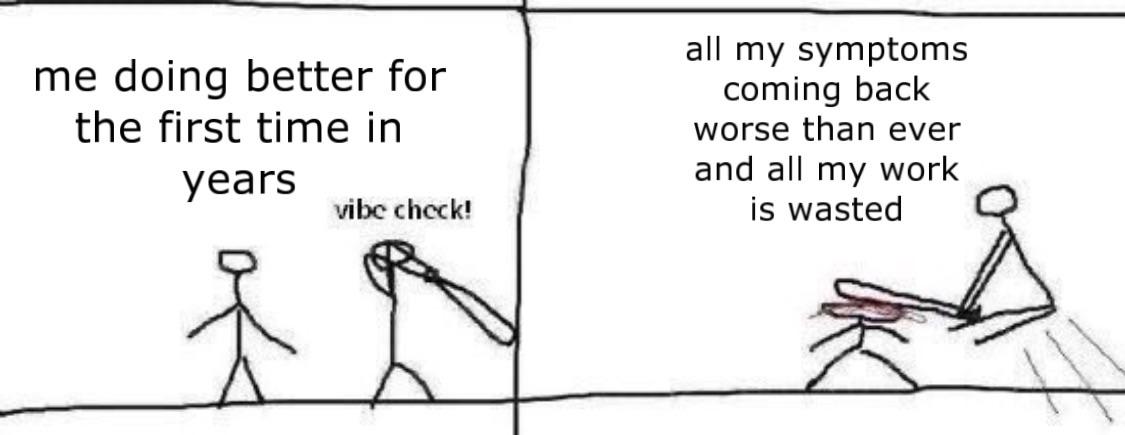 me doing better for
the first time in
years
vibe check!
all my symptoms
coming back
worse than ever
and all my work
is wasted